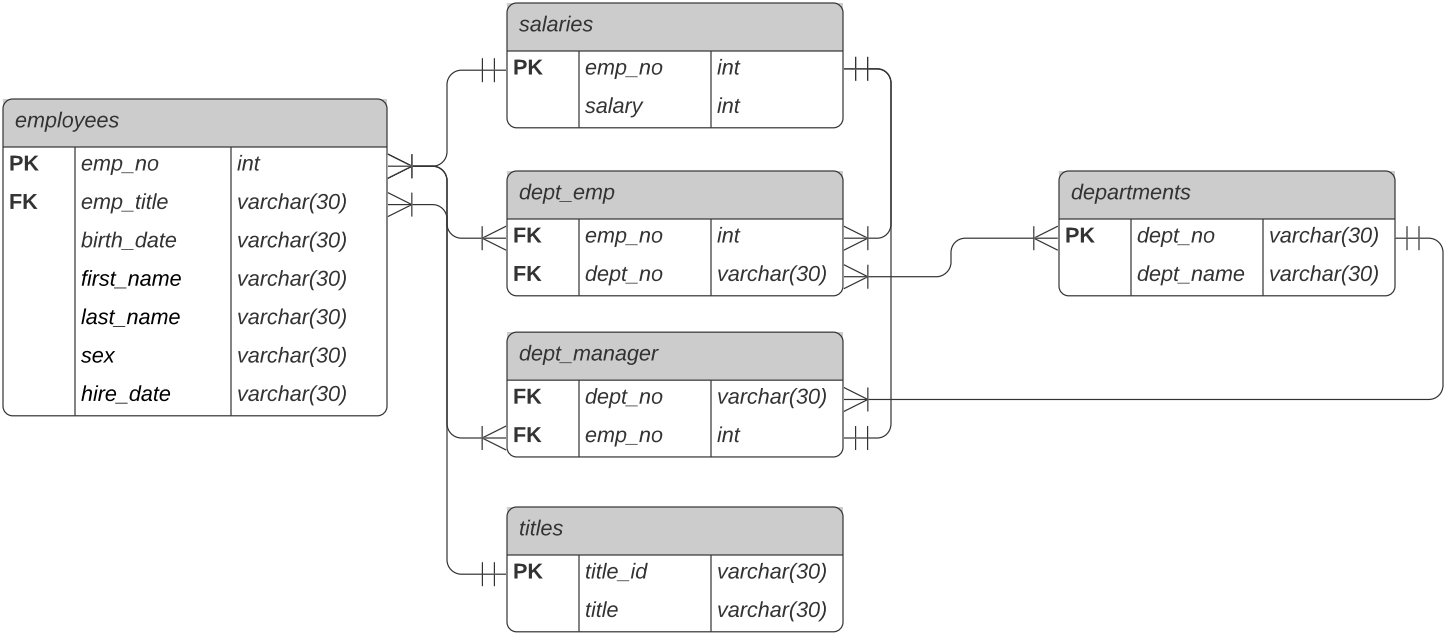 salaries
PK emp_no int
salary int
employees
PK emp_no int
FK emp_title varchar(30)
birth_date varchar(30)
first_name varchar(30)
last_name varchar(30)
sex varchar(30)
hire_date varchar(30)
dept_emp
FK emp_no int
FK dept_no varchar(30)
departments
PK dept_no varchar(30)
dept_name varchar(30)
dept_manager
FK dept_no varchar(30)
FK emp_no int
titles
PK title_id varchar(30)
title varchar(30)